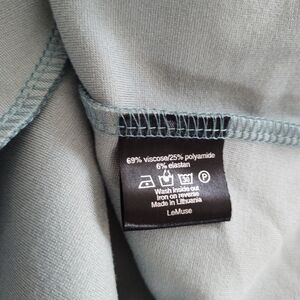 69% viscose/25% polyamide
6% elastan
Wash inside out
Iron on reverse
Made in Lithuania
LeMuse